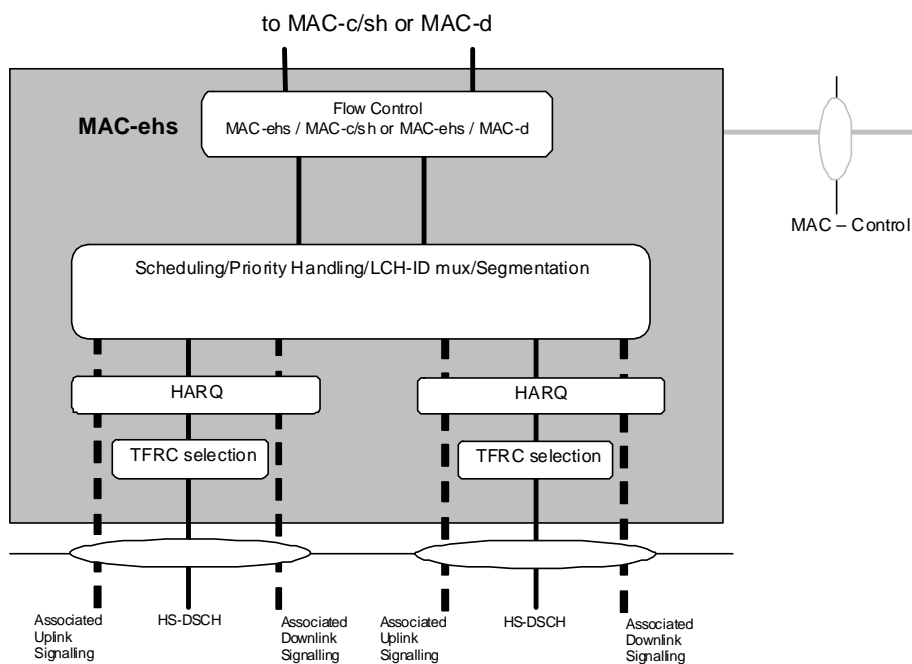 to MAC-c/sh or MAC-d
MAC-ehs
Flow Control
MAC-ehs / MAC-c/sh or MAC-ehs / MAC-d
MAC – Control
Scheduling/Priority Handling/LCH-ID mux/Segmentation
HARQ
HARQ
TFRC selection
TFRC selection
Associated
Uplink
Signalling
HS-DSCH
Associated
Downlink
Signalling
Associated
Uplink
Signalling
HS-DSCH
Associated
Downlink
Signalling